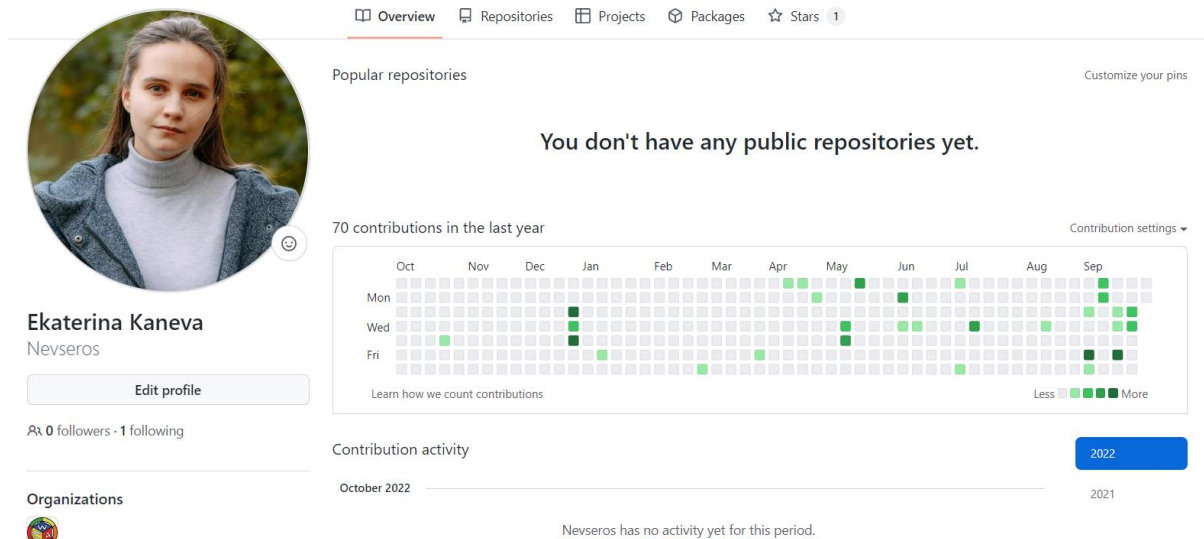 Overview Repositories Projects Packages Stars 1
Popular repositories Customize your pins
You don't have any public repositories yet.
70 contributions in the last year Contribution settings
Oct Nov Dec Jan Feb Mar Apr May Jun Jul Aug Sep
Mon
Wed
Fri
Learn how we count contributions Less More
Ekaterina Kaneva
Nevseros
Edit profile
0 followers · 1 following
Organizations
Contribution activity
2022
October 2022
2021
Nevseros has no activity yet for this period.